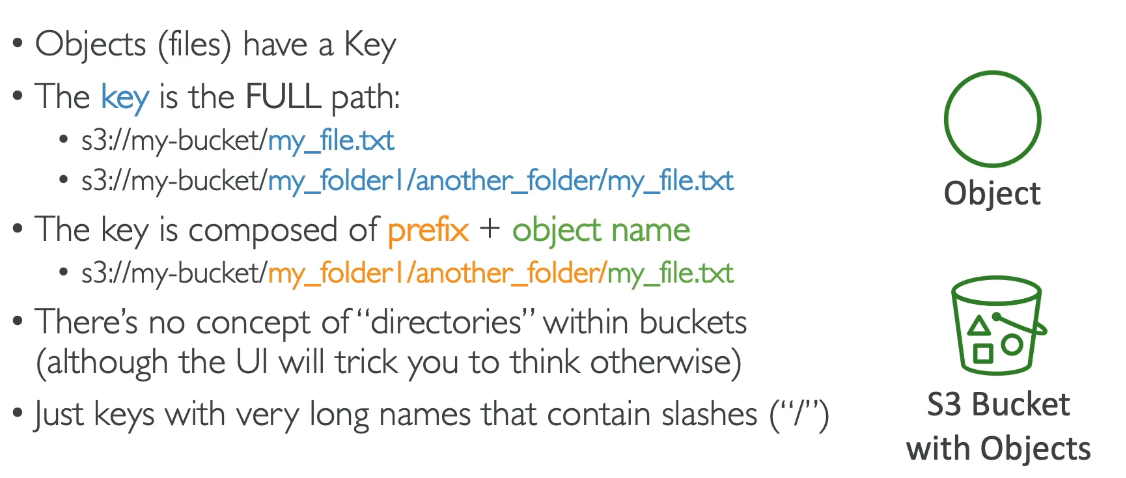 • Objects (files) have a Key
• The key is the FULL path:
• s3://my-bucket/my_file.txt
• s3://my-bucket/my_folder1/another_folder/my_file.txt
• The key is composed of prefix + object name
• s3://my-bucket/my_folder1/another_folder/my_file.txt
• There’s no concept of “directories” within buckets
(although the UI will trick you to think otherwise)
• Just keys with very long names that contain slashes (“/”)
Object
S3 Bucket
with Objects